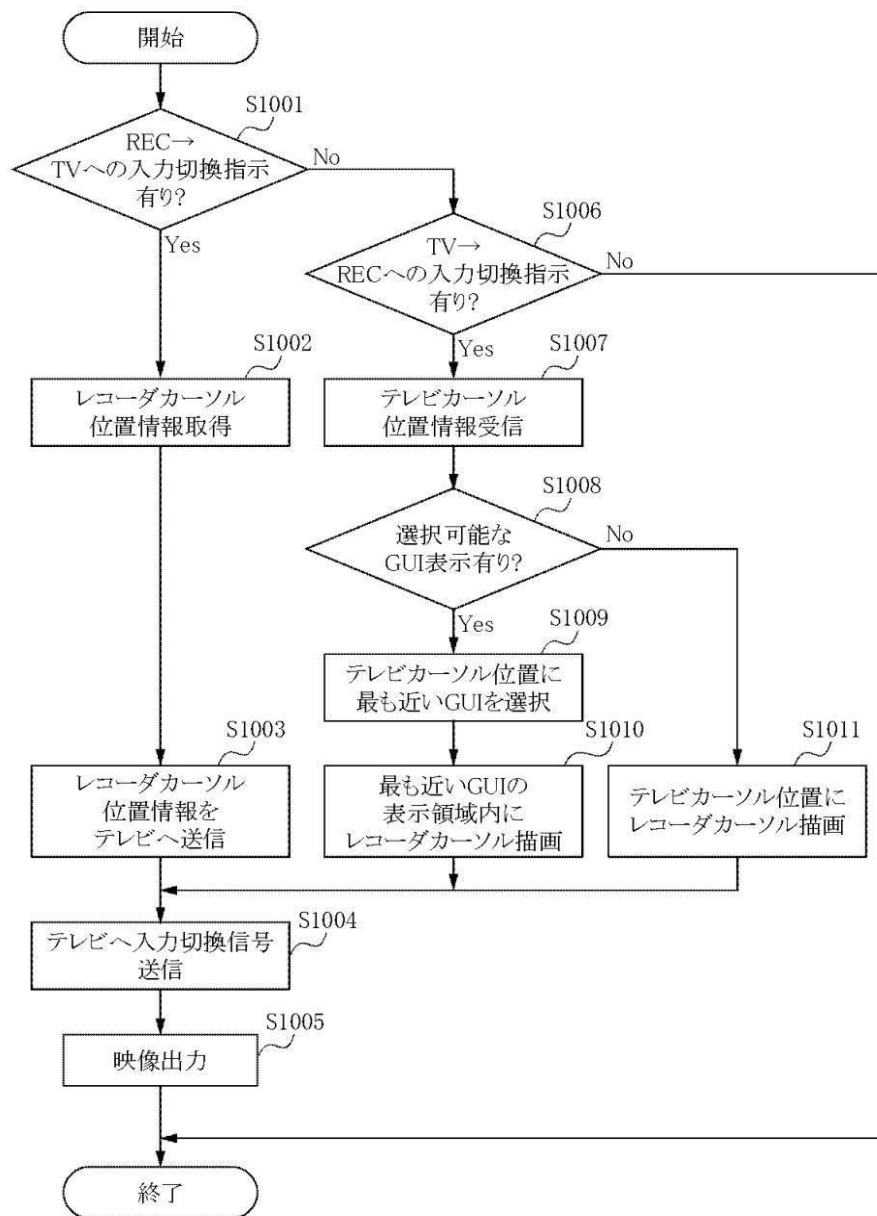 開始
S1001
REC→
TVへの入力切換指示
有り?
No
Yes
S1006
TV→
RECへの入力切換指示
有り?
No
Yes
S1002
レコーダカーソル
位置情報取得
S1007
テレビカーソル
位置情報受信
S1008
選択可能な
GUI表示有り?
No
Yes
S1009
テレビカーソル位置に
最も近いGUIを選択
S1003
レコーダカーソル
位置情報を
テレビへ送信
S1010
最も近いGUIの
表示領域内に
レコーダカーソル描画
S1011
テレビカーソル位置に
レコーダカーソル描画
S1004
テレビへ入力切換信号
送信
S1005
映像出力
終了